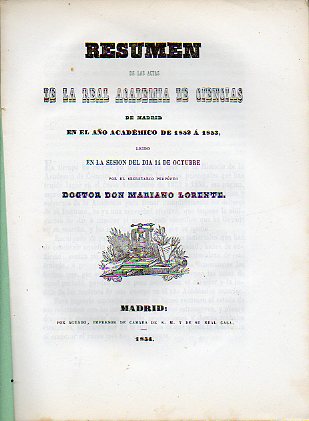 RESUMEN
DE LAS ACTAS
DE LA REAL ACADEMIA DE CIENCIAS
DE MADRID
EN EL AÑO ACADÉMICO DE 1852 Á 1853,
LEIDO
EN LA SESION DEL DIA 14 DE OCTUBRE
POR EL SECRETARIO PERPÉTUO
DOCTOR DON MARIANO LORENTE.
MADRID:
POR AGUADO, IMPRESOR DE CÁMARA DE S. M. Y DE SU REAL CASA.
1854.